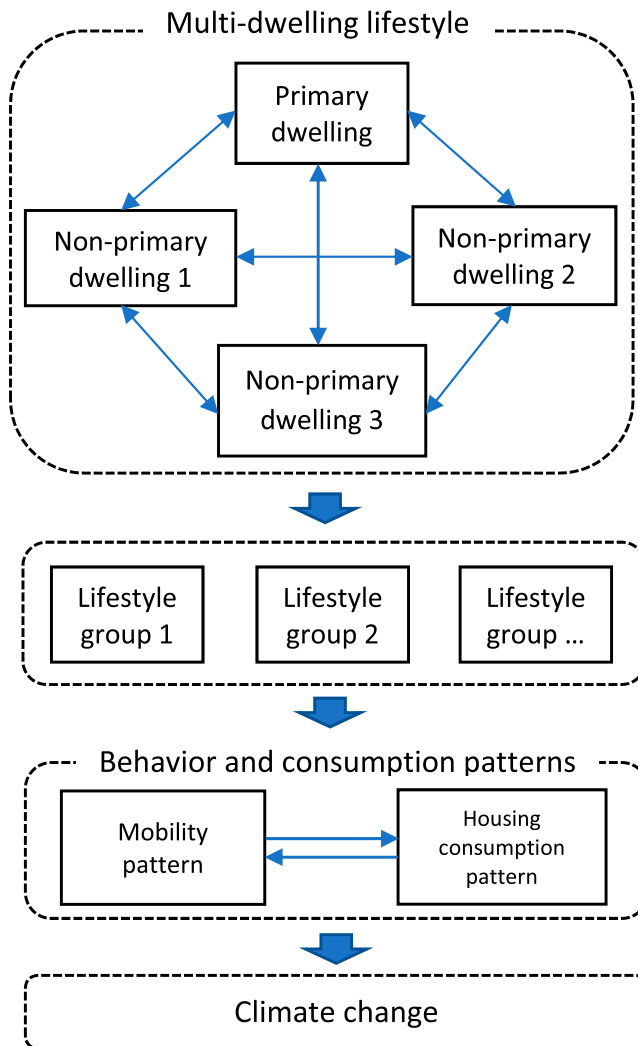 Multi-dwelling lifestyle
Primary
dwelling
Non-primary
dwelling 1
Non-primary
dwelling 2
Non-primary
dwelling 3
Lifestyle
group 1
Lifestyle
group 2
Lifestyle
group ...
Behavior and consumption patterns
Mobility
pattern
Housing
consumption
pattern
Climate change